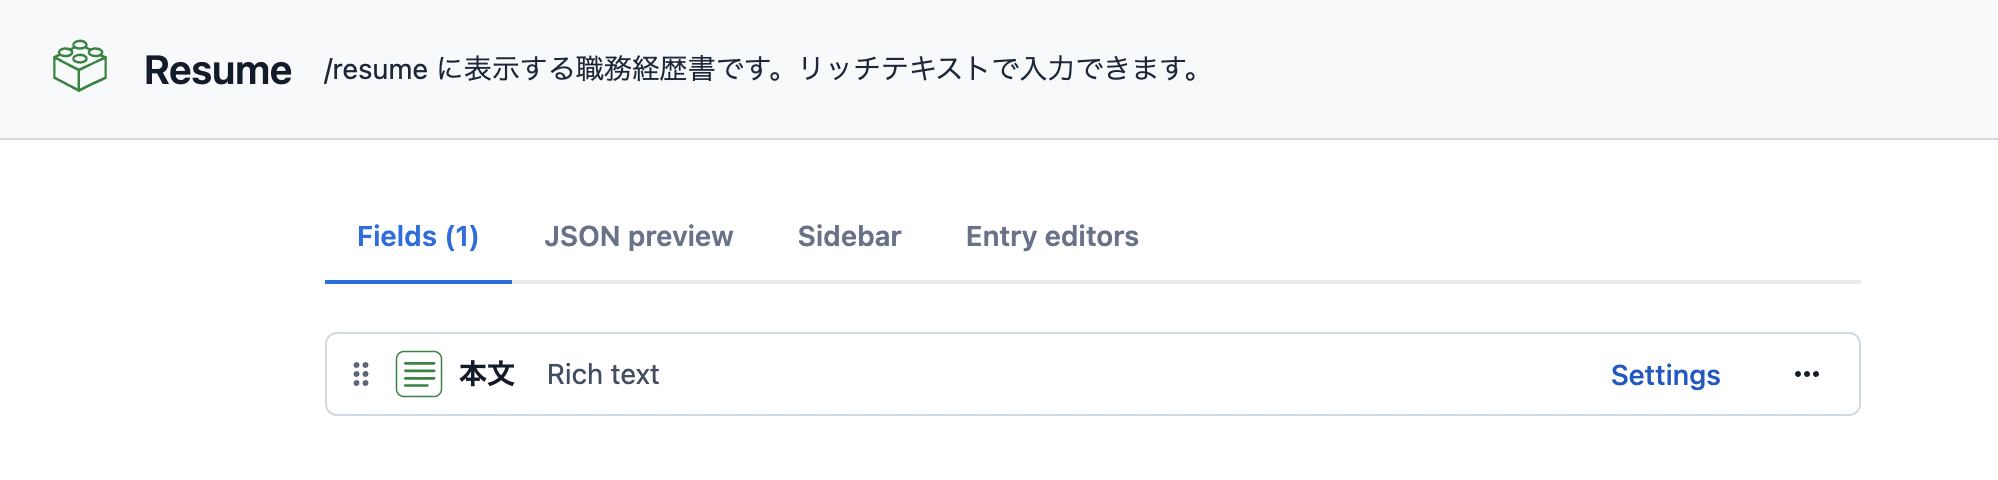 Resume /resume に表示する職務経歴書です。リッチテキストで入力できます。
Fields (1) JSON preview Sidebar Entry editors
本文 Rich text Settings